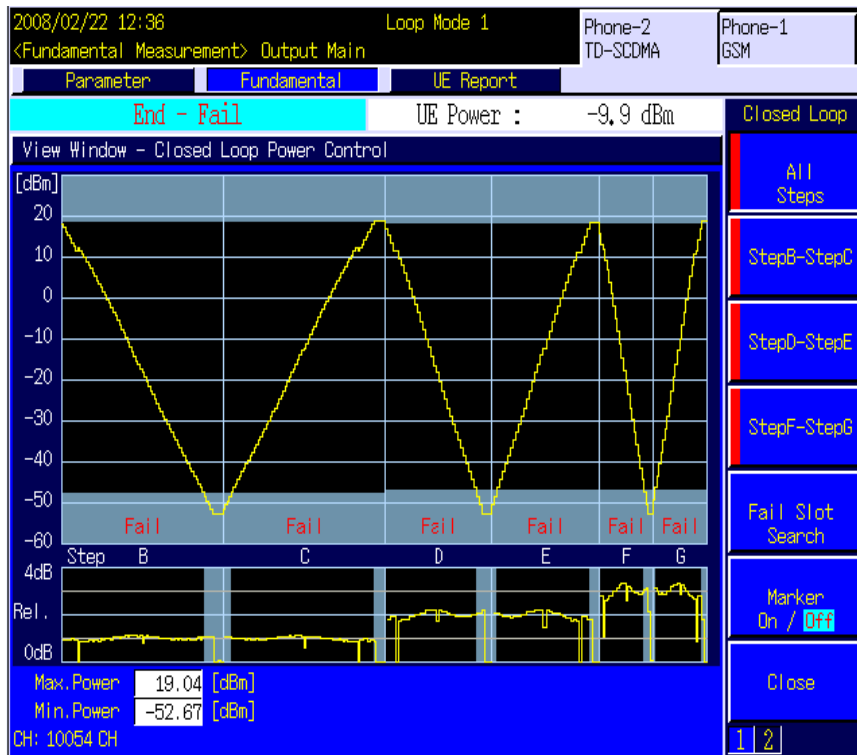 2008/02/22 12:36 Loop Mode 1 Phone-2 Phone-1
<Fundamental Measurement> Output Main TD-SCDMA GSM
Parameter Fundamental UE Report
End - Fail UE Power : -9.9 dBm Closed Loop
View Window - Closed Loop Power Control
[dBm]
All
Steps
20
10
StepB-StepC
0
-10
StepD-StepE
-20
-30
StepF-StepG
-40
-50
Fail Fail Fail Fail Fail Fail
Fail Slot
Search
-60
Step B C D E F G
4dB
Rel.
Marker
On / Off
0dB
Max.Power 19.04 [dBm]
Close
Min.Power -52.67 [dBm]
CH: 10054 CH
1 2